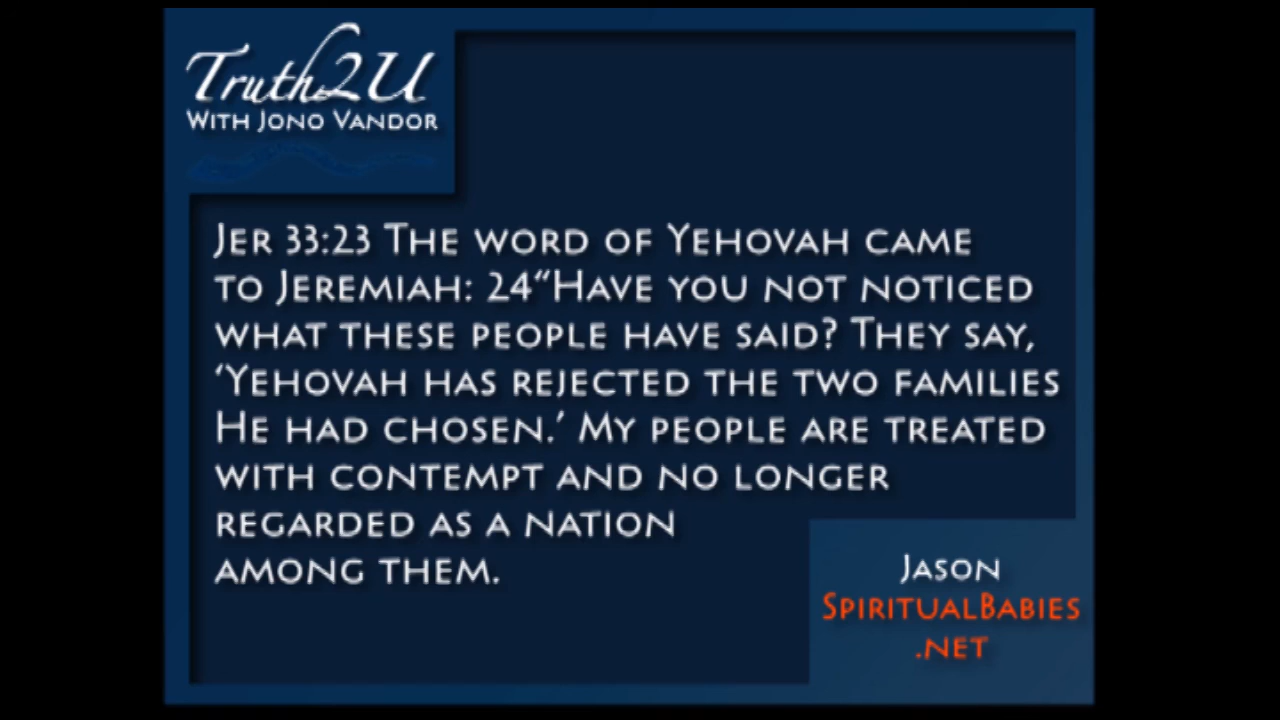 Truth2U
With Jono Vandor
Jer 33:23 The word of Yehovah came
to Jeremiah: 24“Have you not noticed
what these people have said? They say,
‘Yehovah has rejected the two families
He had chosen.’ My people are treated
with contempt and no longer
regarded as a nation
among them.
Jason
SpiritualBabies
.net